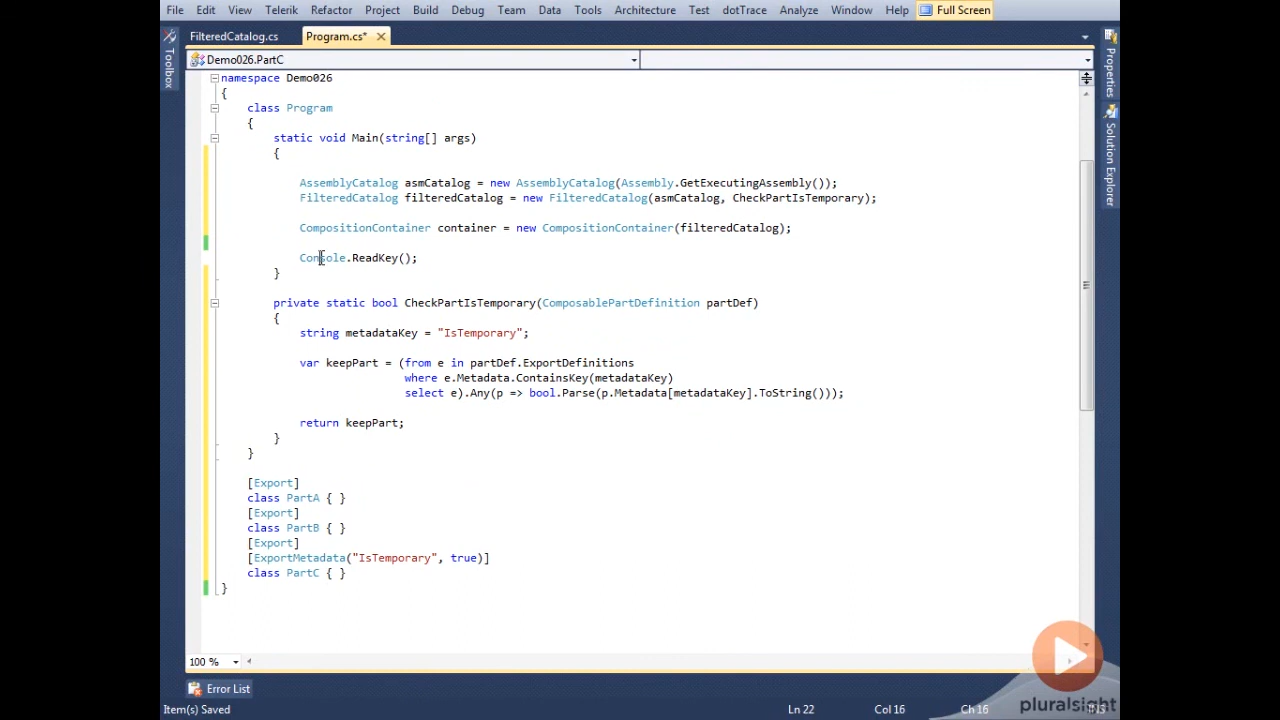 File Edit View Telerik Refactor Project Build Debug Team Data Tools Architecture Test dotTrace Analyze Window Help Full Screen
FilteredCatalog.cs Program.cs*
Toolbox
Demo026.PartC
Properties
Solution Explorer
namespace Demo026
{
class Program
{
static void Main(string[] args)
{
AssemblyCatalog asmCatalog = new AssemblyCatalog(Assembly.GetExecutingAssembly());
FilteredCatalog filteredCatalog = new FilteredCatalog(asmCatalog, CheckPartIsTemporary);
CompositionContainer container = new CompositionContainer(filteredCatalog);
Console.ReadKey();
}
private static bool CheckPartIsTemporary(ComposablePartDefinition partDef)
{
string metadataKey = "IsTemporary";
var keepPart = (from e in partDef.ExportDefinitions
where e.Metadata.ContainsKey(metadataKey)
select e).Any(p => bool.Parse(p.Metadata[metadataKey].ToString()));
return keepPart;
}
}
[Export]
class PartA { }
[Export]
class PartB { }
[Export]
[ExportMetadata("IsTemporary", true)]
class PartC { }
}
100 %
Error List
Item(s) Saved Ln 22 Col 16 Ch 16
pluralsight